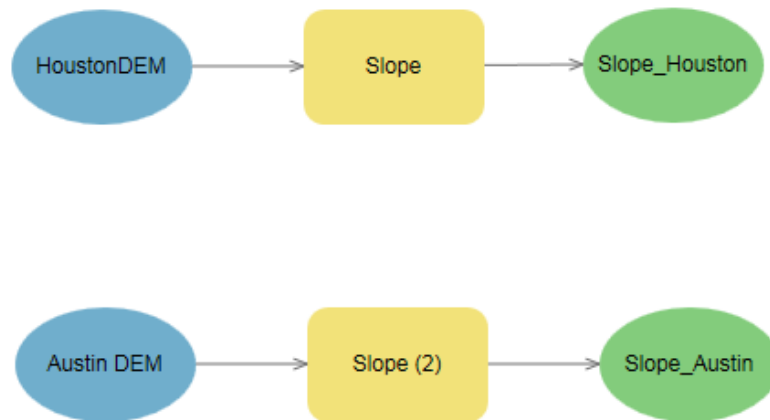 HoustonDEM
Slope
Slope_Houston
Austin DEM
Slope (2)
Slope_Austin